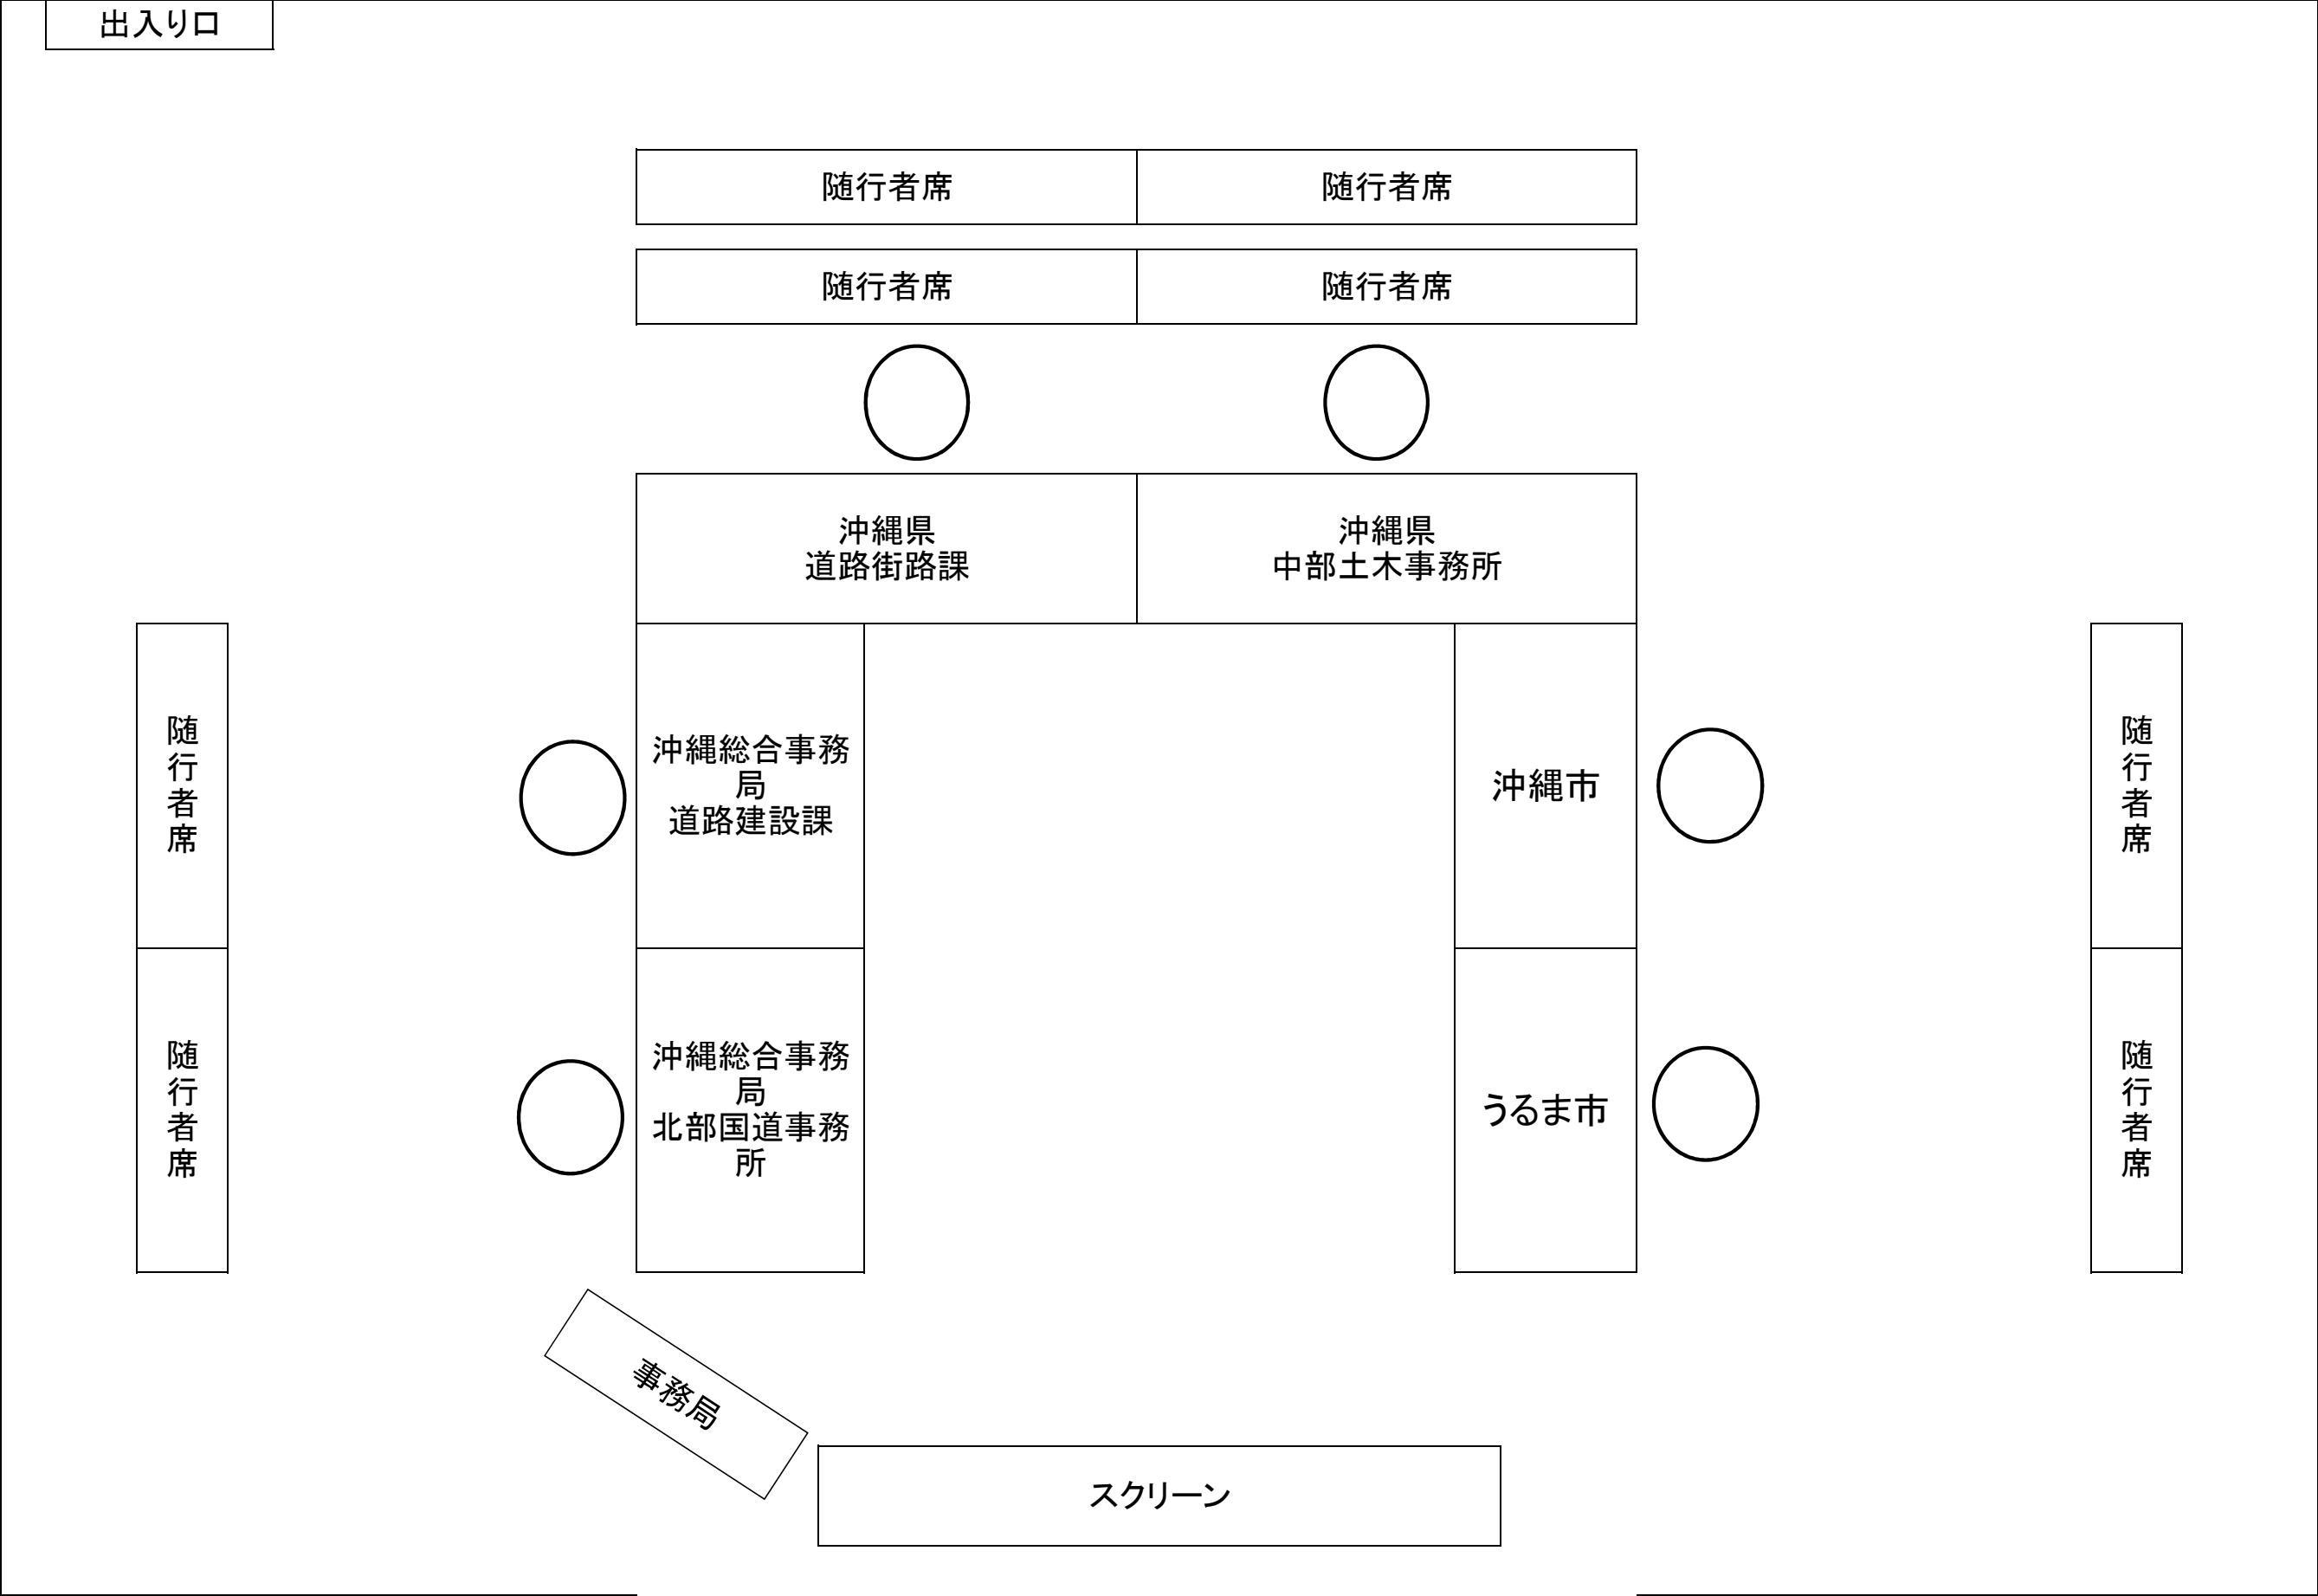 出入り口
随行者席
随行者席
随行者席
随行者席
沖縄県
道路街路課
沖縄県
中部土木事務所
随行者席
沖縄総合事務
局
道路建設課
沖縄市
随行者席
随行者席
沖縄総合事務
局
北部国道事務
所
うるま市
随行者席
事務局
スクリーン